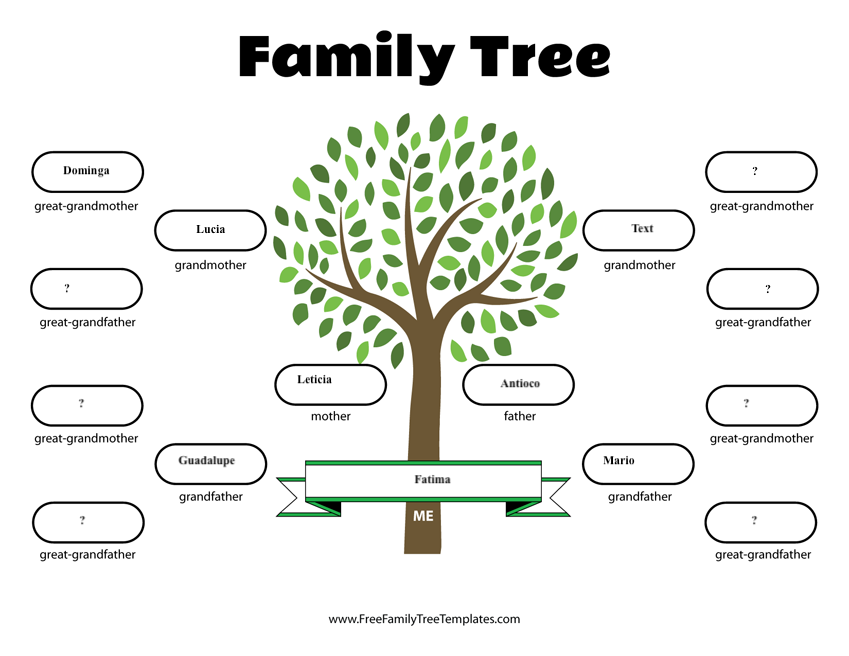 Family Tree
Dominga
great-grandmother
?
great-grandmother
Lucia
grandmother
Text
grandmother
?
great-grandfather
?
great-grandfather
Leticia
mother
Antioco
father
?
great-grandmother
?
great-grandmother
Guadalupe
grandfather
Mario
grandfather
Fatima
ME
?
great-grandfather
?
great-grandfather
www.FreeFamilyTreeTemplates.com